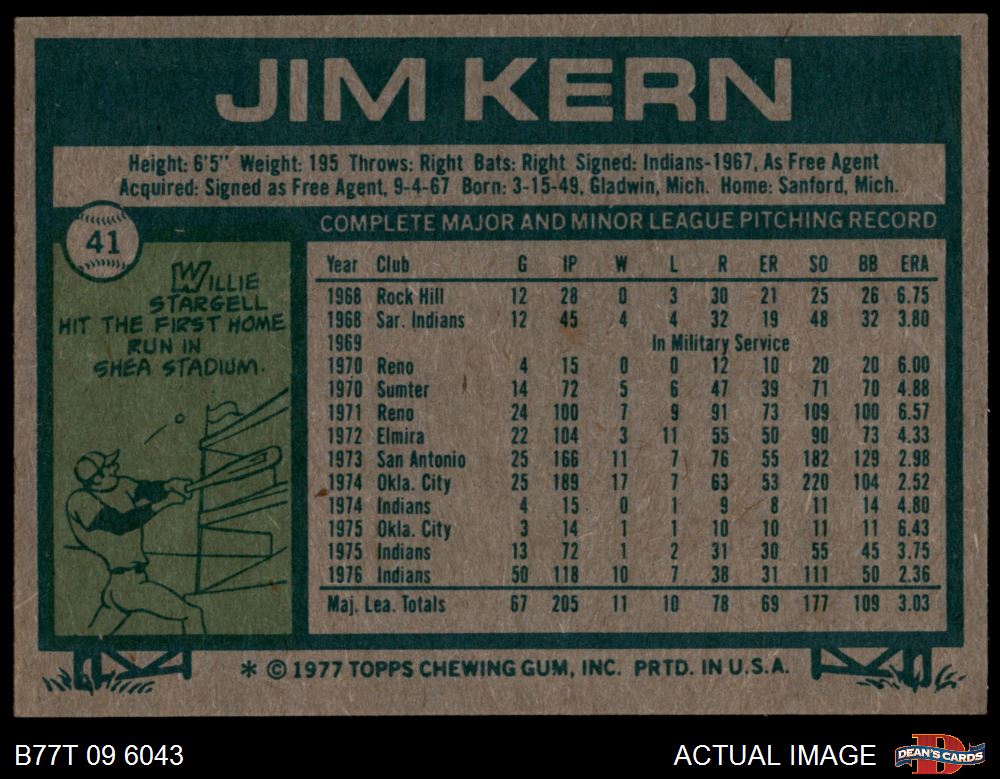 JIM KERN
Height: 6'5" Weight: 195 Throws: Right Bats: Right Signed: Indians-1967, As Free Agent
Acquired: Signed as Free Agent, 9-4-67 Born: 3-15-49, Gladwin, Mich. Home: Sanford, Mich.
41
WILLIE
STARGELL
HIT THE FIRST HOME
RUN IN
SHEA STADIUM.
COMPLETE MAJOR AND MINOR LEAGUE PITCHING RECORD
Year Club G IP W L R ER SO BB ERA
1968 Rock Hill 12 28 0 3 30 21 25 26 6.75
1968 Sar. Indians 12 45 4 4 32 19 48 32 3.80
1969 In Military Service
1970 Reno 4 15 0 0 12 10 20 20 6.00
1970 Sumter 14 72 5 6 47 39 71 70 4.88
1971 Reno 24 100 7 9 91 73 109 100 6.57
1972 Elmira 22 104 3 11 55 50 90 73 4.33
1973 San Antonio 25 166 11 7 76 55 182 129 2.98
1974 Okla. City 25 189 17 7 63 53 220 104 2.52
1974 Indians 4 15 0 1 9 8 11 14 4.80
1975 Okla. City 3 14 1 1 10 10 11 11 6.43
1975 Indians 13 72 1 2 31 30 55 45 3.75
1976 Indians 50 118 10 7 38 31 111 50 2.36
Maj. Lea. Totals 67 205 11 10 78 69 177 109 3.03
* © 1977 TOPPS CHEWING GUM, INC. PRTD. IN U.S.A.
B77T 09 6043
ACTUAL IMAGE
D
DEAN'S CARDS